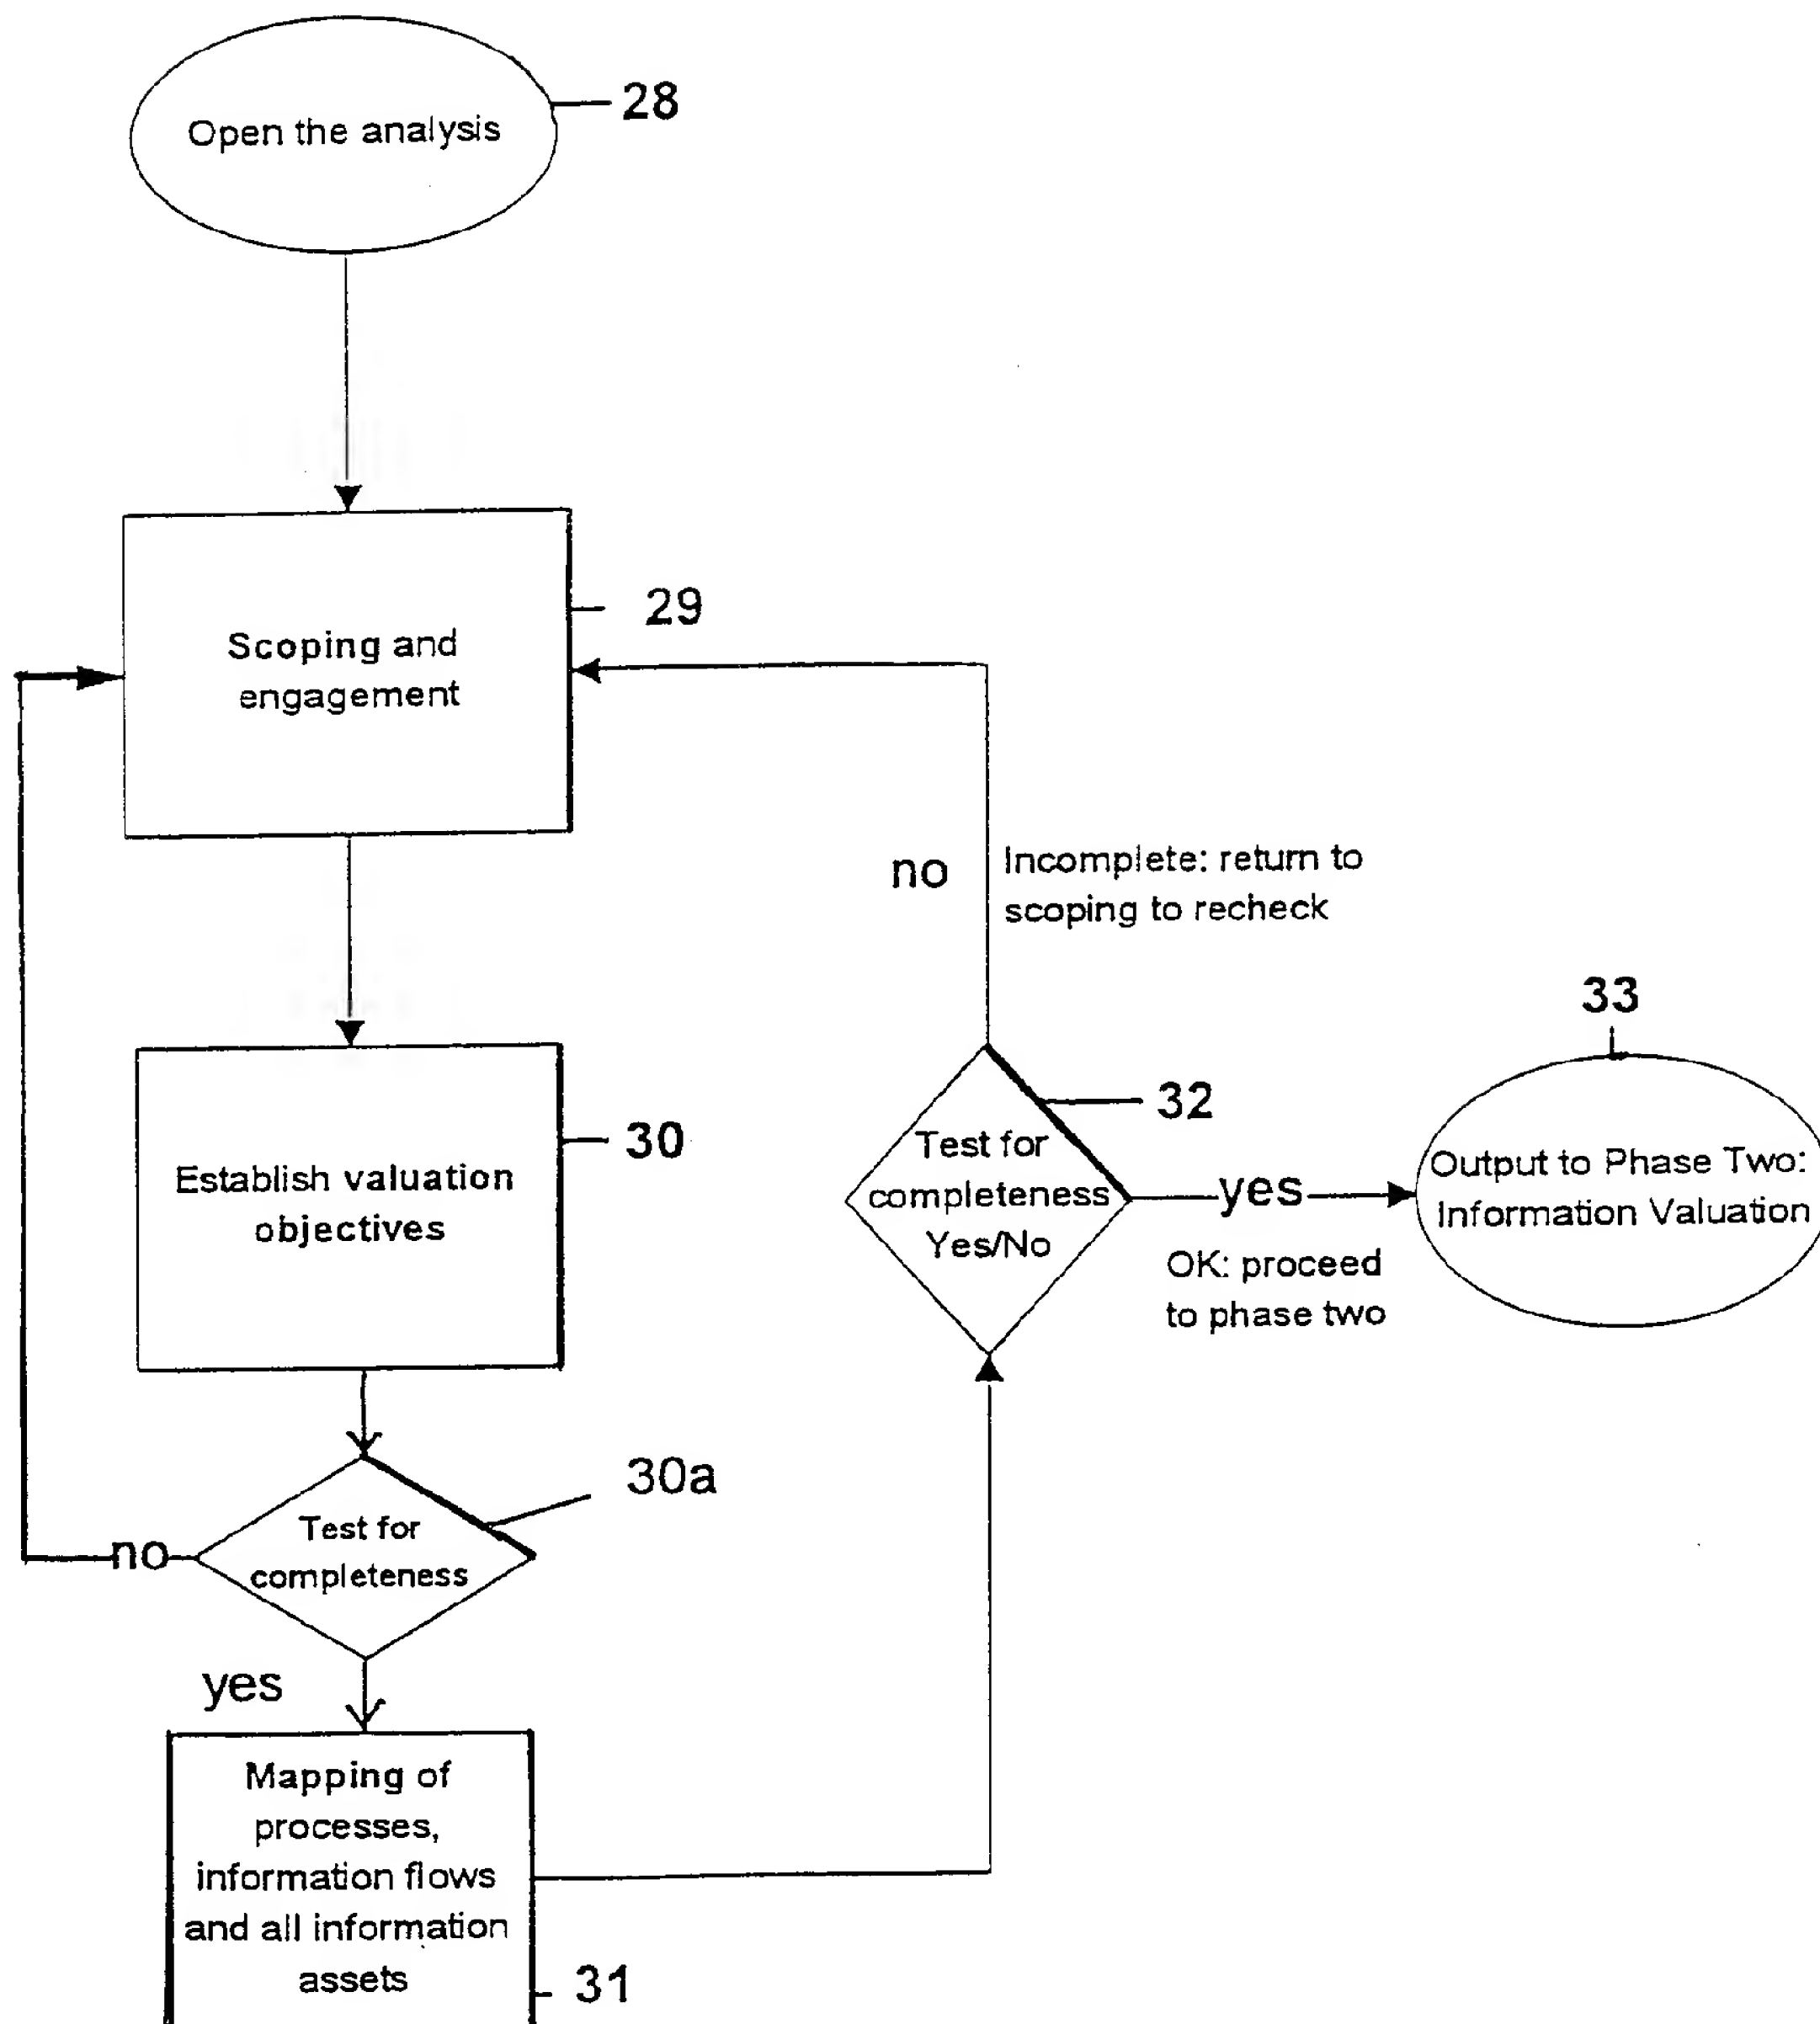 Open the analysis
28
Scoping and
engagement
29
no
Incomplete: return to
scoping to recheck
Establish valuation
objectives
30
Test for
completeness
Yes/No
32
yes
OK: proceed
to phase two
33
Output to Phase Two:
Information Valuation
Test for
completeness
30a
no
yes
Mapping of
processes,
information flows
and all information
assets
31